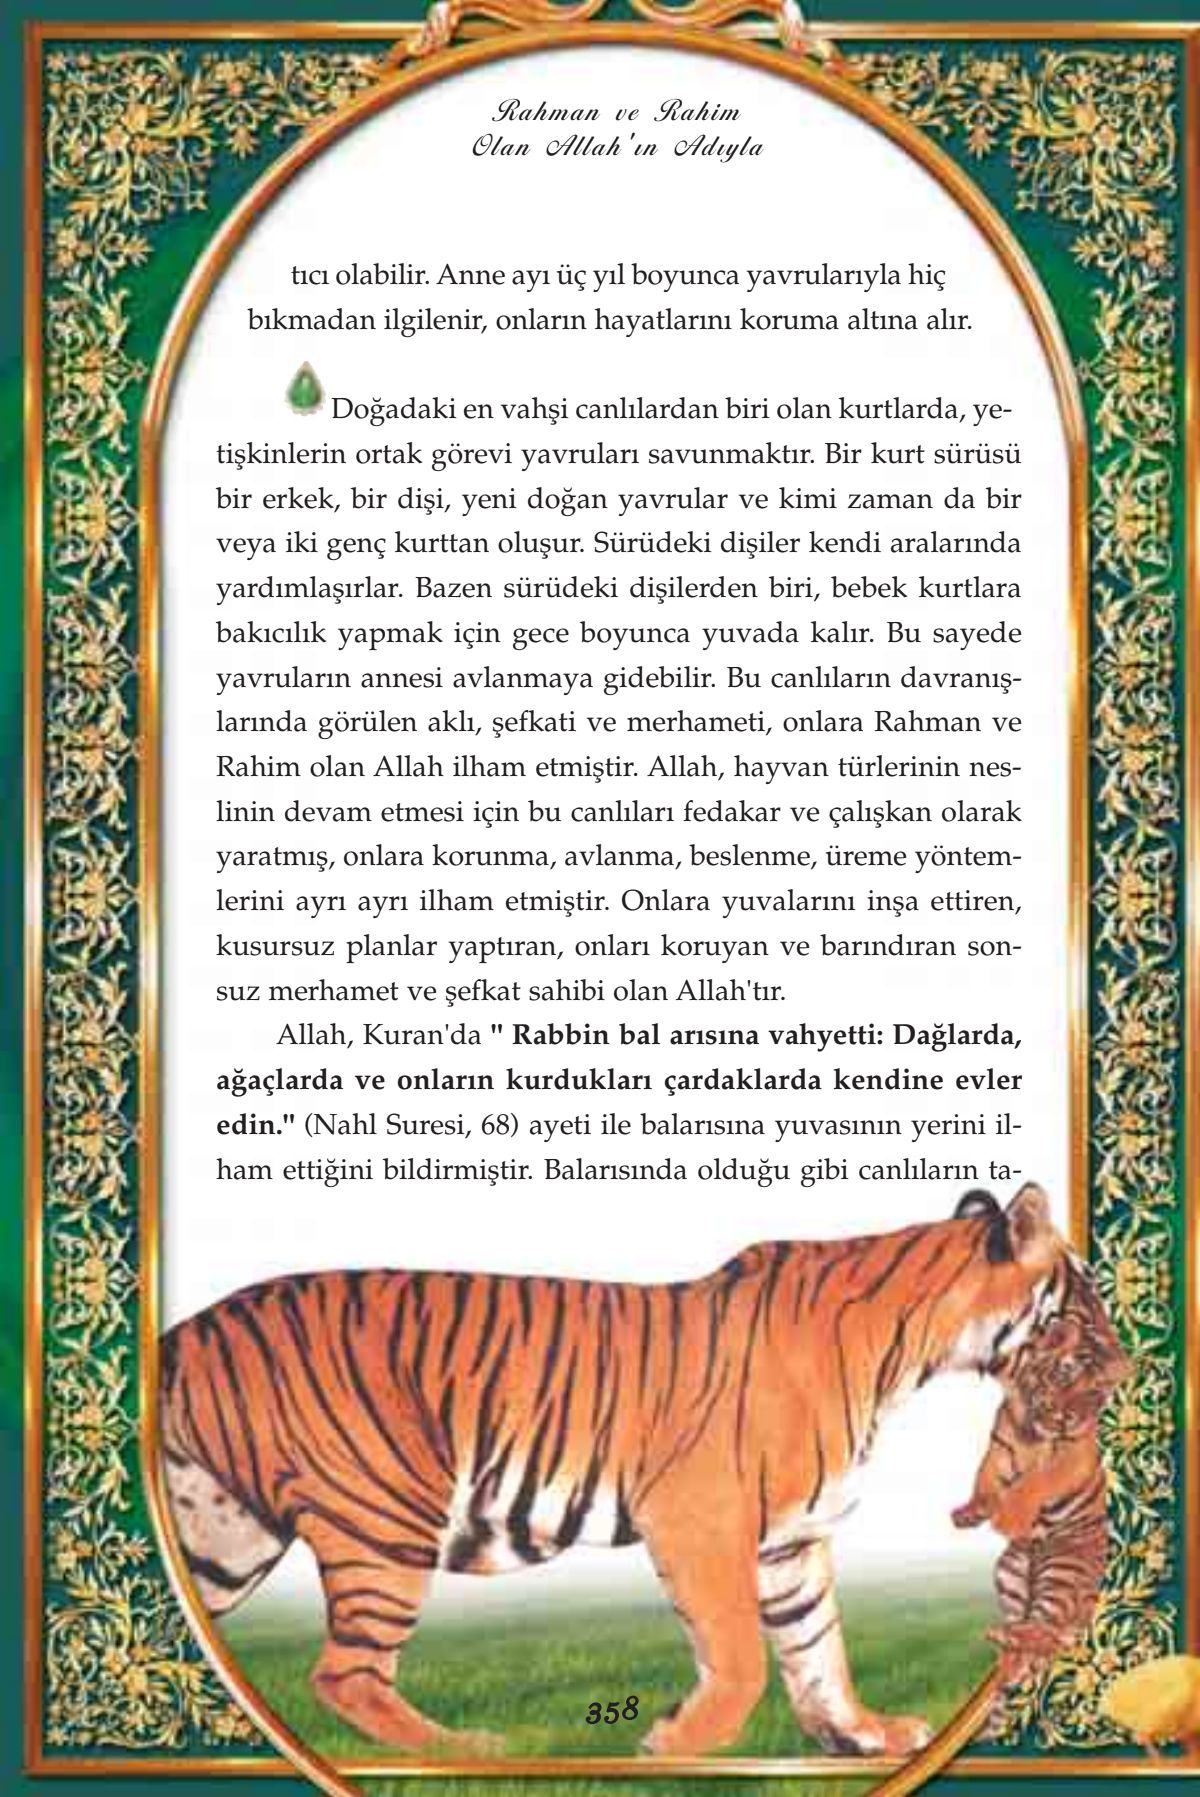 Rahman ve Rahim
Olan Allah'ın Adıyla
tıcı olabilir. Anne ayı üç yıl boyunca yavrularıyla hiç
bıkmadan ilgilenir, onların hayatlarını koruma altına alır.
Doğadaki en vahşi canlılardan biri olan kurtlarda, ye-
tişkinlerin ortak görevi yavruları savunmaktır. Bir kurt sürüsü
bir erkek, bir dişi, yeni doğan yavrular ve kimi zaman da bir
veya iki genç kurttan oluşur. Sürüdeki dişiler kendi aralarında
yardımlaşırlar. Bazen sürüdeki dişilerden biri, bebek kurtlara
bakıcılık yapmak için gece boyunca yuvada kalır. Bu sayede
yavruların annesi avlanmaya gidebilir. Bu canlıların davranış-
larında görülen aklı, şefkati ve merhameti, onlara Rahman ve
Rahim olan Allah ilham etmiştir. Allah, hayvan türlerinin nes-
linin devam etmesi için bu canlıları fedakar ve çalışkan olarak
yaratmış, onlara korunma, avlanma, beslenme, üreme yöntem-
lerini ayrı ayrı ilham etmiştir. Onlara yuvalarını inşa ettiren,
kusursuz planlar yaptıran, onları koruyan ve barındıran son-
suz merhamet ve şefkat sahibi olan Allah'tır.
Allah, Kuran'da " Rabbin bal arısına vahyetti: Dağlarda,
ağaçlarda ve onların kurdukları çardaklarda kendine evler
edin." (Nahl Suresi, 68) ayeti ile balarısına yuvasının yerini il-
ham ettiğini bildirmiştir. Balarısında olduğu gibi canlıların ta-
358